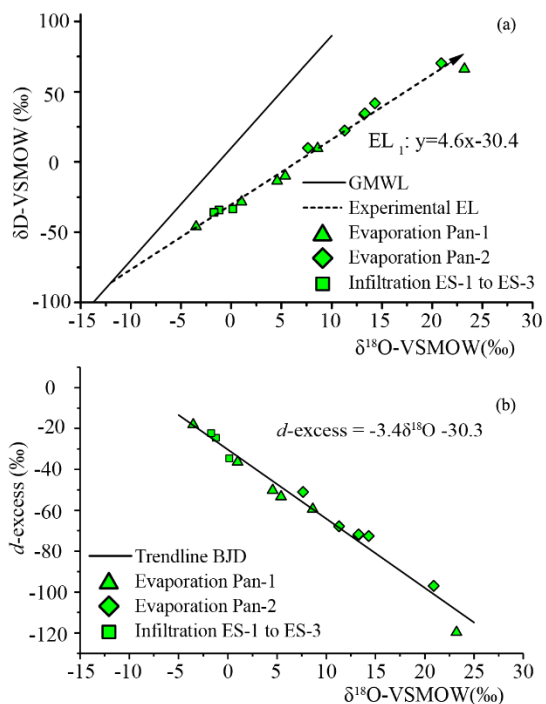 (a)
100
50
0
-50
-100
δD-VSMOW (‰)
EL 1: y=4.6x-30.4
GMWL
Experimental EL
Evaporation Pan-1
Evaporation Pan-2
Infiltration ES-1 to ES-3
-15 -10 -5 0 5 10 15 20 25 30
δ¹⁸O-VSMOW(‰)
(b)
0
-20
-40
-60
-80
-100
-120
d-excess (‰)
d-excess = -3.4δ¹⁸O -30.3
Trendline BJD
Evaporation Pan-1
Evaporation Pan-2
Infiltration ES-1 to ES-3
-15 -10 -5 0 5 10 15 20 25 30
δ¹⁸O-VSMOW(‰)